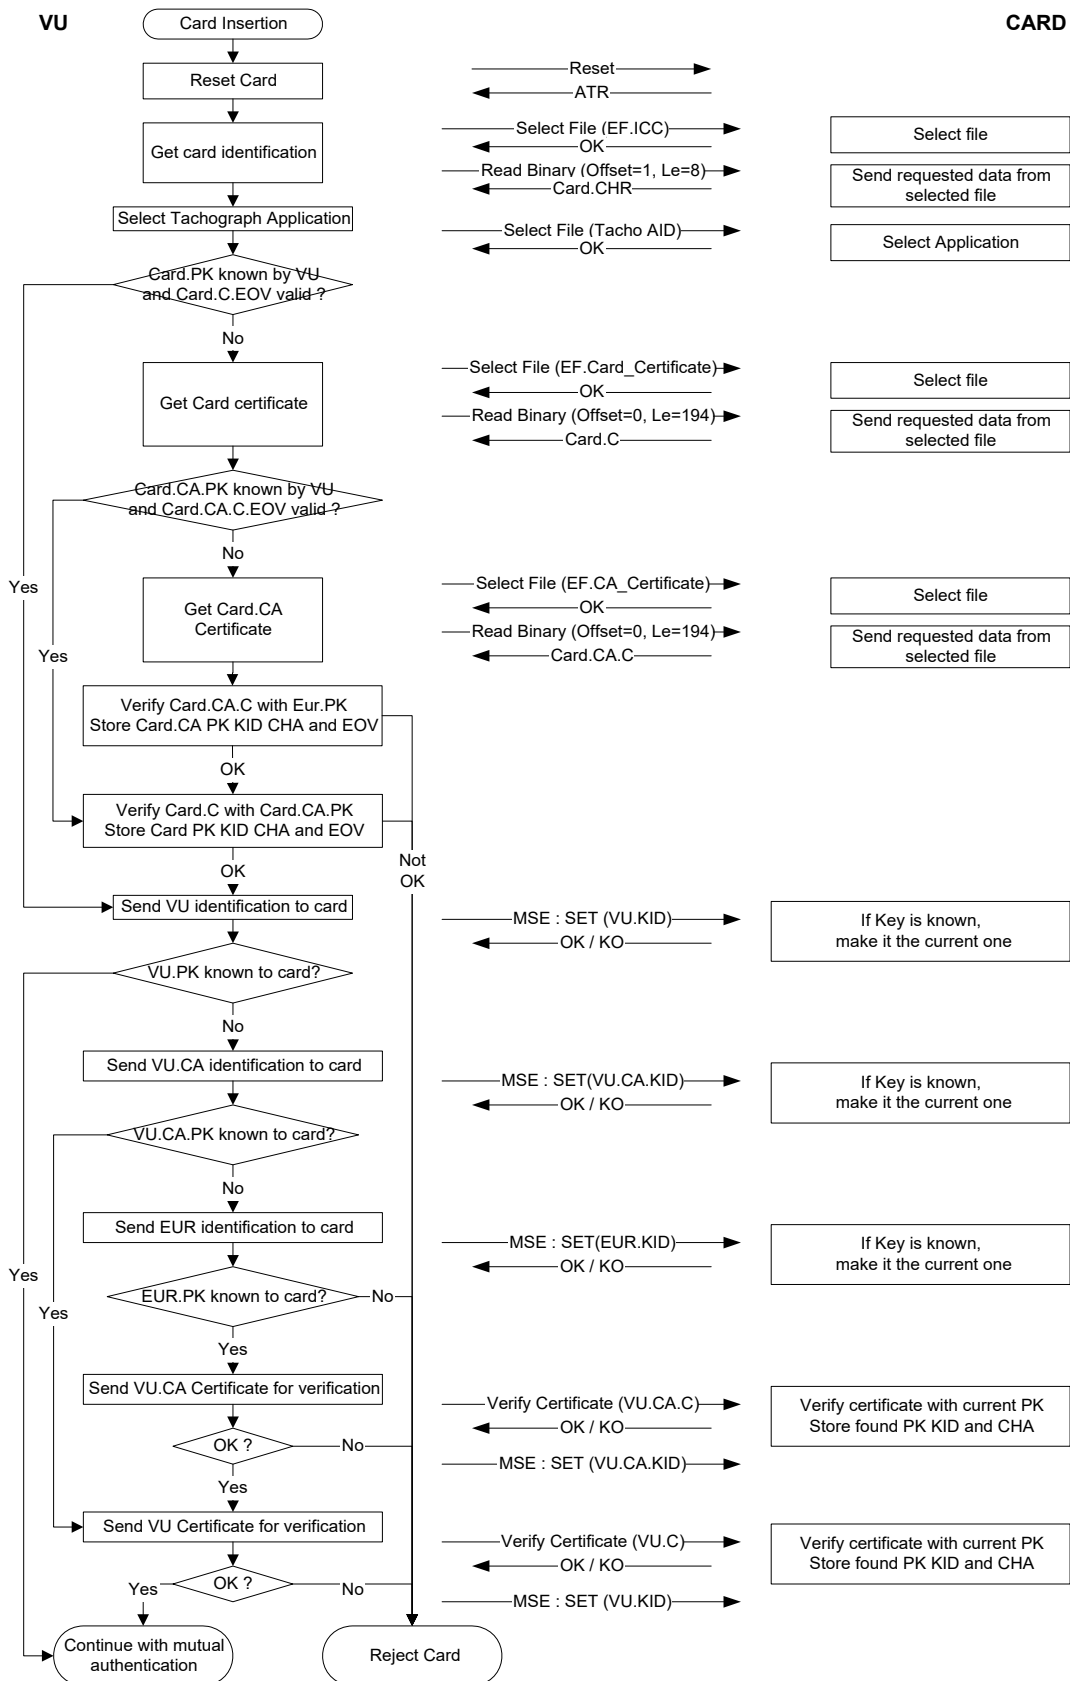 VU
Card Insertion
CARD
Reset Card
Reset
ATR
Get card identification
Select File (EF.ICC)
OK
Select file
Read Binary (Offset=1, Le=8)
Card.CHR
Send requested data from
selected file
Select Tachograph Application
Select File (Tacho AID)
OK
Select Application
Card.PK known by VU
and Card.C.EOV valid ?
No
Get Card certificate
Select File (EF.Card_Certificate)
OK
Select file
Read Binary (Offset=0, Le=194)
Card.C
Send requested data from
selected file
Card.CA.PK known by VU
and Card.CA.C.EOV valid ?
No
Yes
Get Card.CA
Certificate
Select File (EF.CA_Certificate)
OK
Select file
Yes
Read Binary (Offset=0, Le=194)
Card.CA.C
Send requested data from
selected file
Verify Card.CA.C with Eur.PK
Store Card.CA PK KID CHA and EOV
OK
Verify Card.C with Card.CA.PK
Store Card PK KID CHA and EOV
Not
OK
OK
Send VU identification to card
MSE : SET (VU.KID)
OK / KO
If Key is known,
make it the current one
VU.PK known to card?
No
Send VU.CA identification to card
MSE : SET(VU.CA.KID)
OK / KO
If Key is known,
make it the current one
VU.CA.PK known to card?
No
Send EUR identification to card
MSE : SET(EUR.KID)
OK / KO
If Key is known,
make it the current one
Yes
EUR.PK known to card?
No
Yes
Yes
Send VU.CA Certificate for verification
Verify Certificate (VU.CA.C)
OK / KO
Verify certificate with current PK
Store found PK KID and CHA
OK ?
No
MSE : SET (VU.CA.KID)
Yes
Send VU Certificate for verification
Verify Certificate (VU.C)
OK / KO
Verify certificate with current PK
Store found PK KID and CHA
OK ?
Yes
No
MSE : SET (VU.KID)
Continue with mutual
authentication
Reject Card